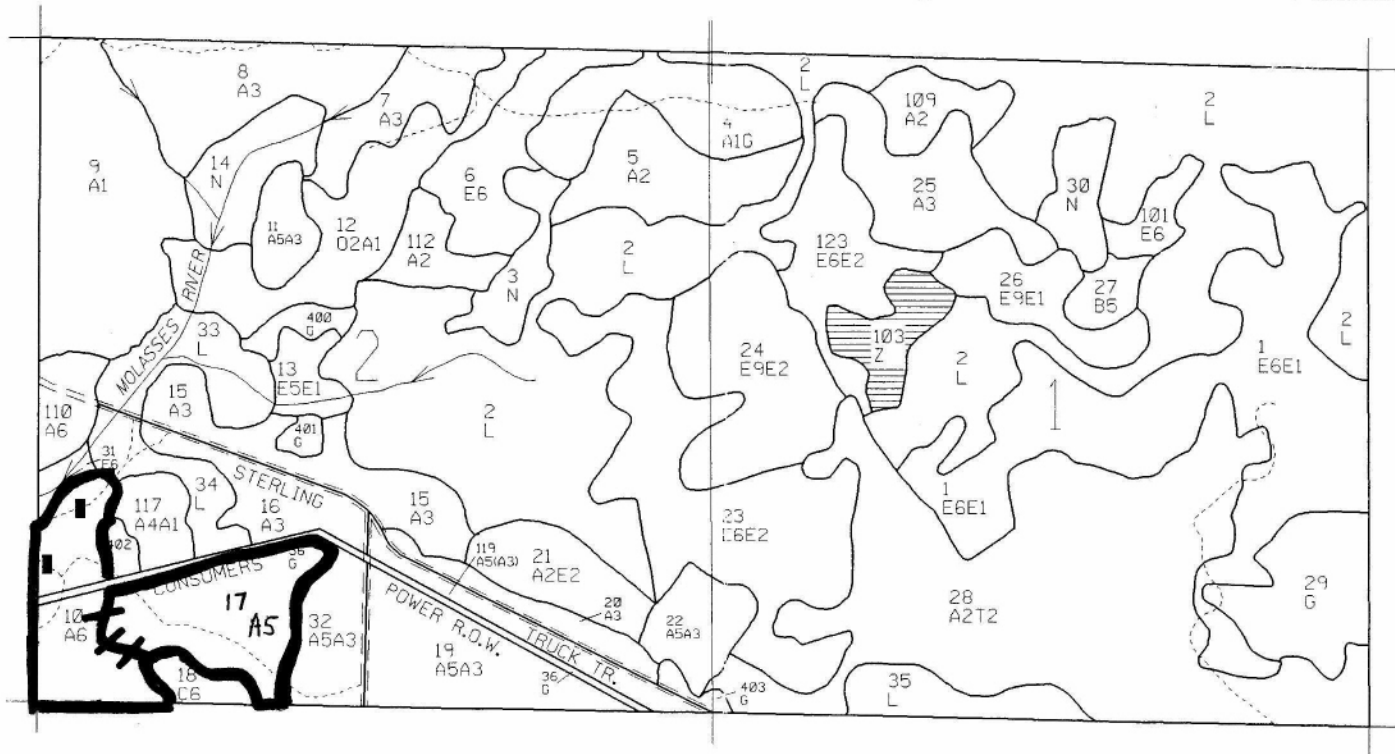 8
A3
7
A3
2
L
109
A2
2
L
4
A1G
9
A1
14
N
6
E6
5
A2
25
A3
30
N
101
E6
11
A5A3
12
O2A1
112
A2
2
L
123
E6E2
3
N
26
E9E1
27
B5
MOLASSES RIVER
400
G
33
L
2
24
E9E2
103
Z
2
L
2
L
1
E6E1
13
E5E1
15
A3
110
A6
401
G
2
L
1
31
E6
STERLING
34
L
117
A4A1
16
A3
15
A3
1
E6E1
23
E6E2
402
36
G
CONSUMERS
119
A5(A3)
21
A2E2
29
G
17
A5
10
A6
32
A5A3
POWER R.O.W.
20
A3
22
A5A3
28
A2T2
TRUCK TR.
19
A5A3
18
C6
36
G
403
G
35
L